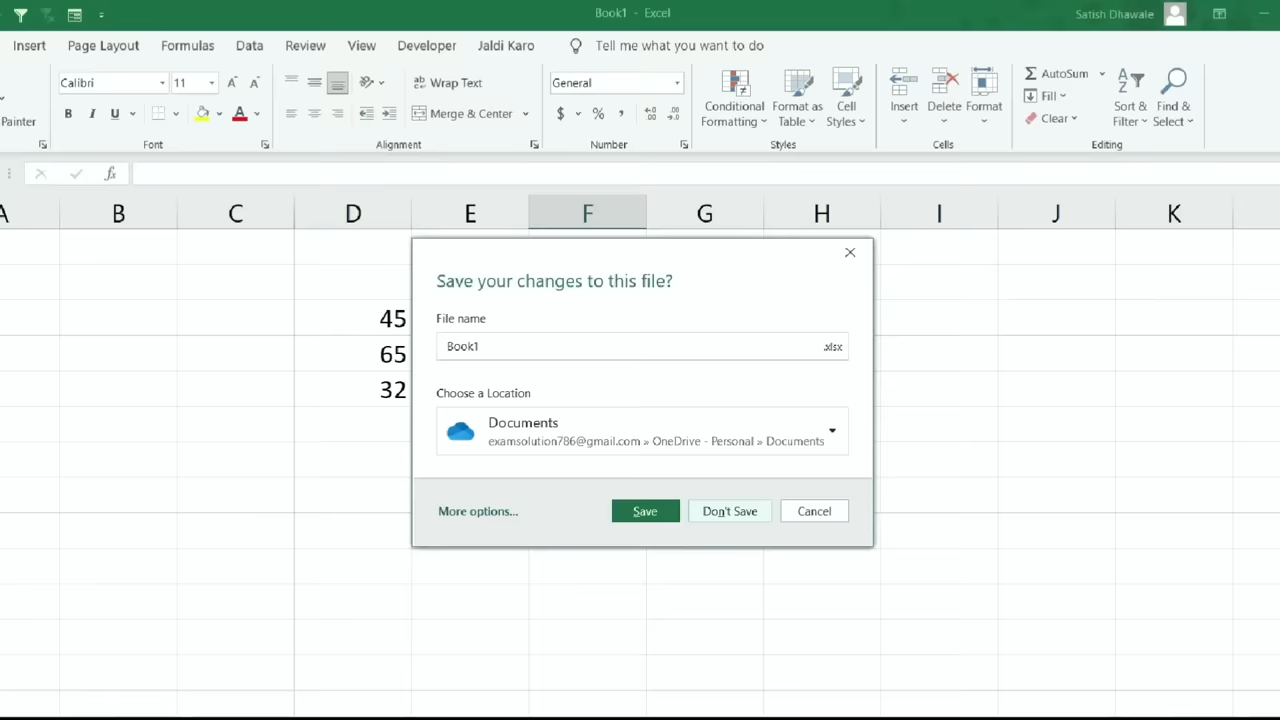 Book1 - Excel
Satish Dhawale
Insert Page Layout Formulas Data Review View Developer Jaldi Karo Tell me what you want to do
Calibri 11 Wrap Text General AutoSum
Fill
Painter B I U Merge & Center $ % , Conditional Formatting Format as Table Cell Styles Insert Delete Format Clear Sort & Filter Find & Select
Font Alignment Number Styles Cells Editing
fx
A B C D E F G H I J K
Save your changes to this file?
File name
45
Book1 .xlsx
65
32
Choose a Location
Documents
examsolution786@gmail.com » OneDrive - Personal » Documents
More options... Save Don't Save Cancel